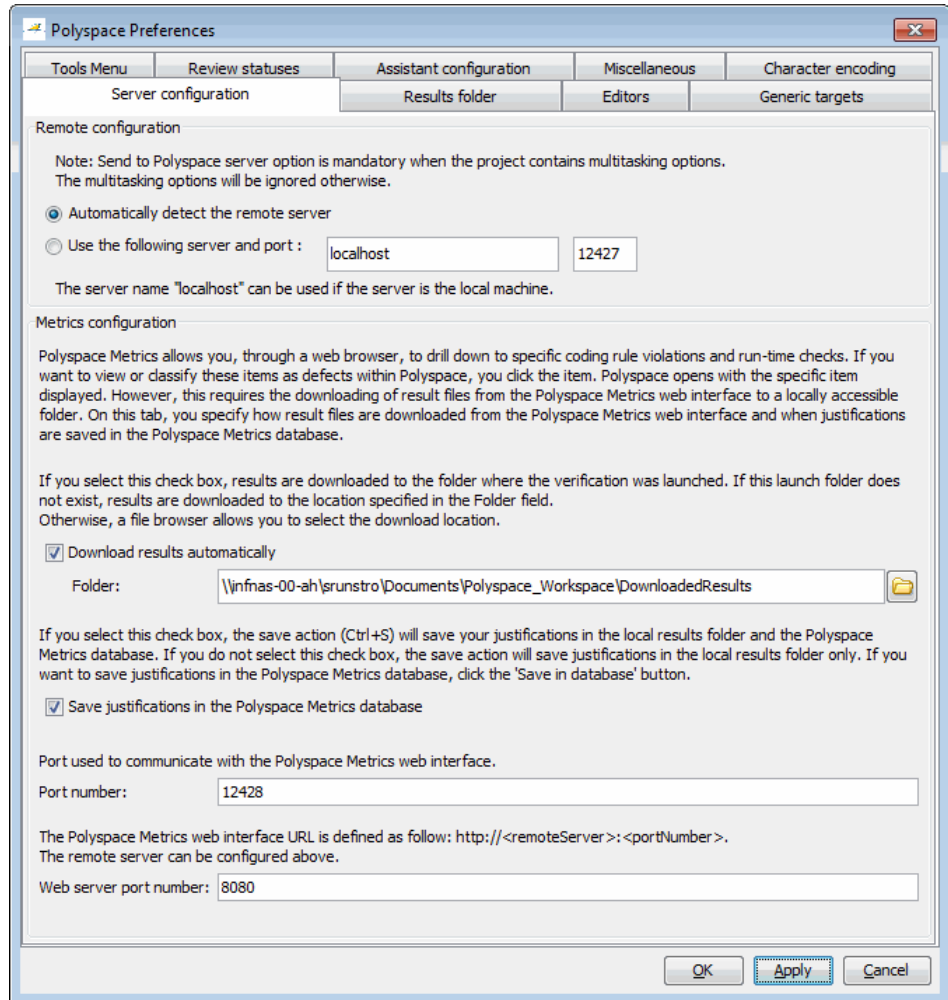 Polyspace Preferences
Tools Menu Review statuses Assistant configuration Miscellaneous Character encoding
Server configuration Results folder Editors Generic targets
Remote configuration
Note: Send to Polyspace server option is mandatory when the project contains multitasking options.
The multitasking options will be ignored otherwise.
Automatically detect the remote server
Use the following server and port : localhost 12427
The server name "localhost" can be used if the server is the local machine.
Metrics configuration
Polyspace Metrics allows you, through a web browser, to drill down to specific coding rule violations and run-time checks. If you
want to view or classify these items as defects within Polyspace, you click the item. Polyspace opens with the specific item
displayed. However, this requires the downloading of result files from the Polyspace Metrics web interface to a locally accessible
folder. On this tab, you specify how result files are downloaded from the Polyspace Metrics web interface and when justifications
are saved in the Polyspace Metrics database.
If you select this check box, results are downloaded to the folder where the verification was launched. If this launch folder does
not exist, results are downloaded to the location specified in the Folder field.
Otherwise, a file browser allows you to select the download location.
Download results automatically
Folder: \\infnas-00-ah\srunstro\Documents\Polyspace_Workspace\DownloadedResults
If you select this check box, the save action (Ctrl+S) will save your justifications in the local results folder and the Polyspace
Metrics database. If you do not select this check box, the save action will save justifications in the local results folder only. If you
want to save justifications in the Polyspace Metrics database, click the 'Save in database' button.
Save justifications in the Polyspace Metrics database
Port used to communicate with the Polyspace Metrics web interface.
Port number: 12428
The Polyspace Metrics web interface URL is defined as follow: http://<remoteServer>:<portNumber>.
The remote server can be configured above.
Web server port number: 8080
OK Apply Cancel